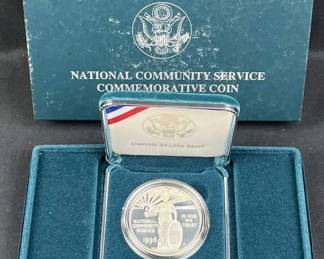 NATIONAL COMMUNITY SERVICE
COMMEMORATIVE COIN
UNITED STATES MINT
NATIONAL
COMMUNITY
SERVICE
1996
IN GOD
WE
TRUST